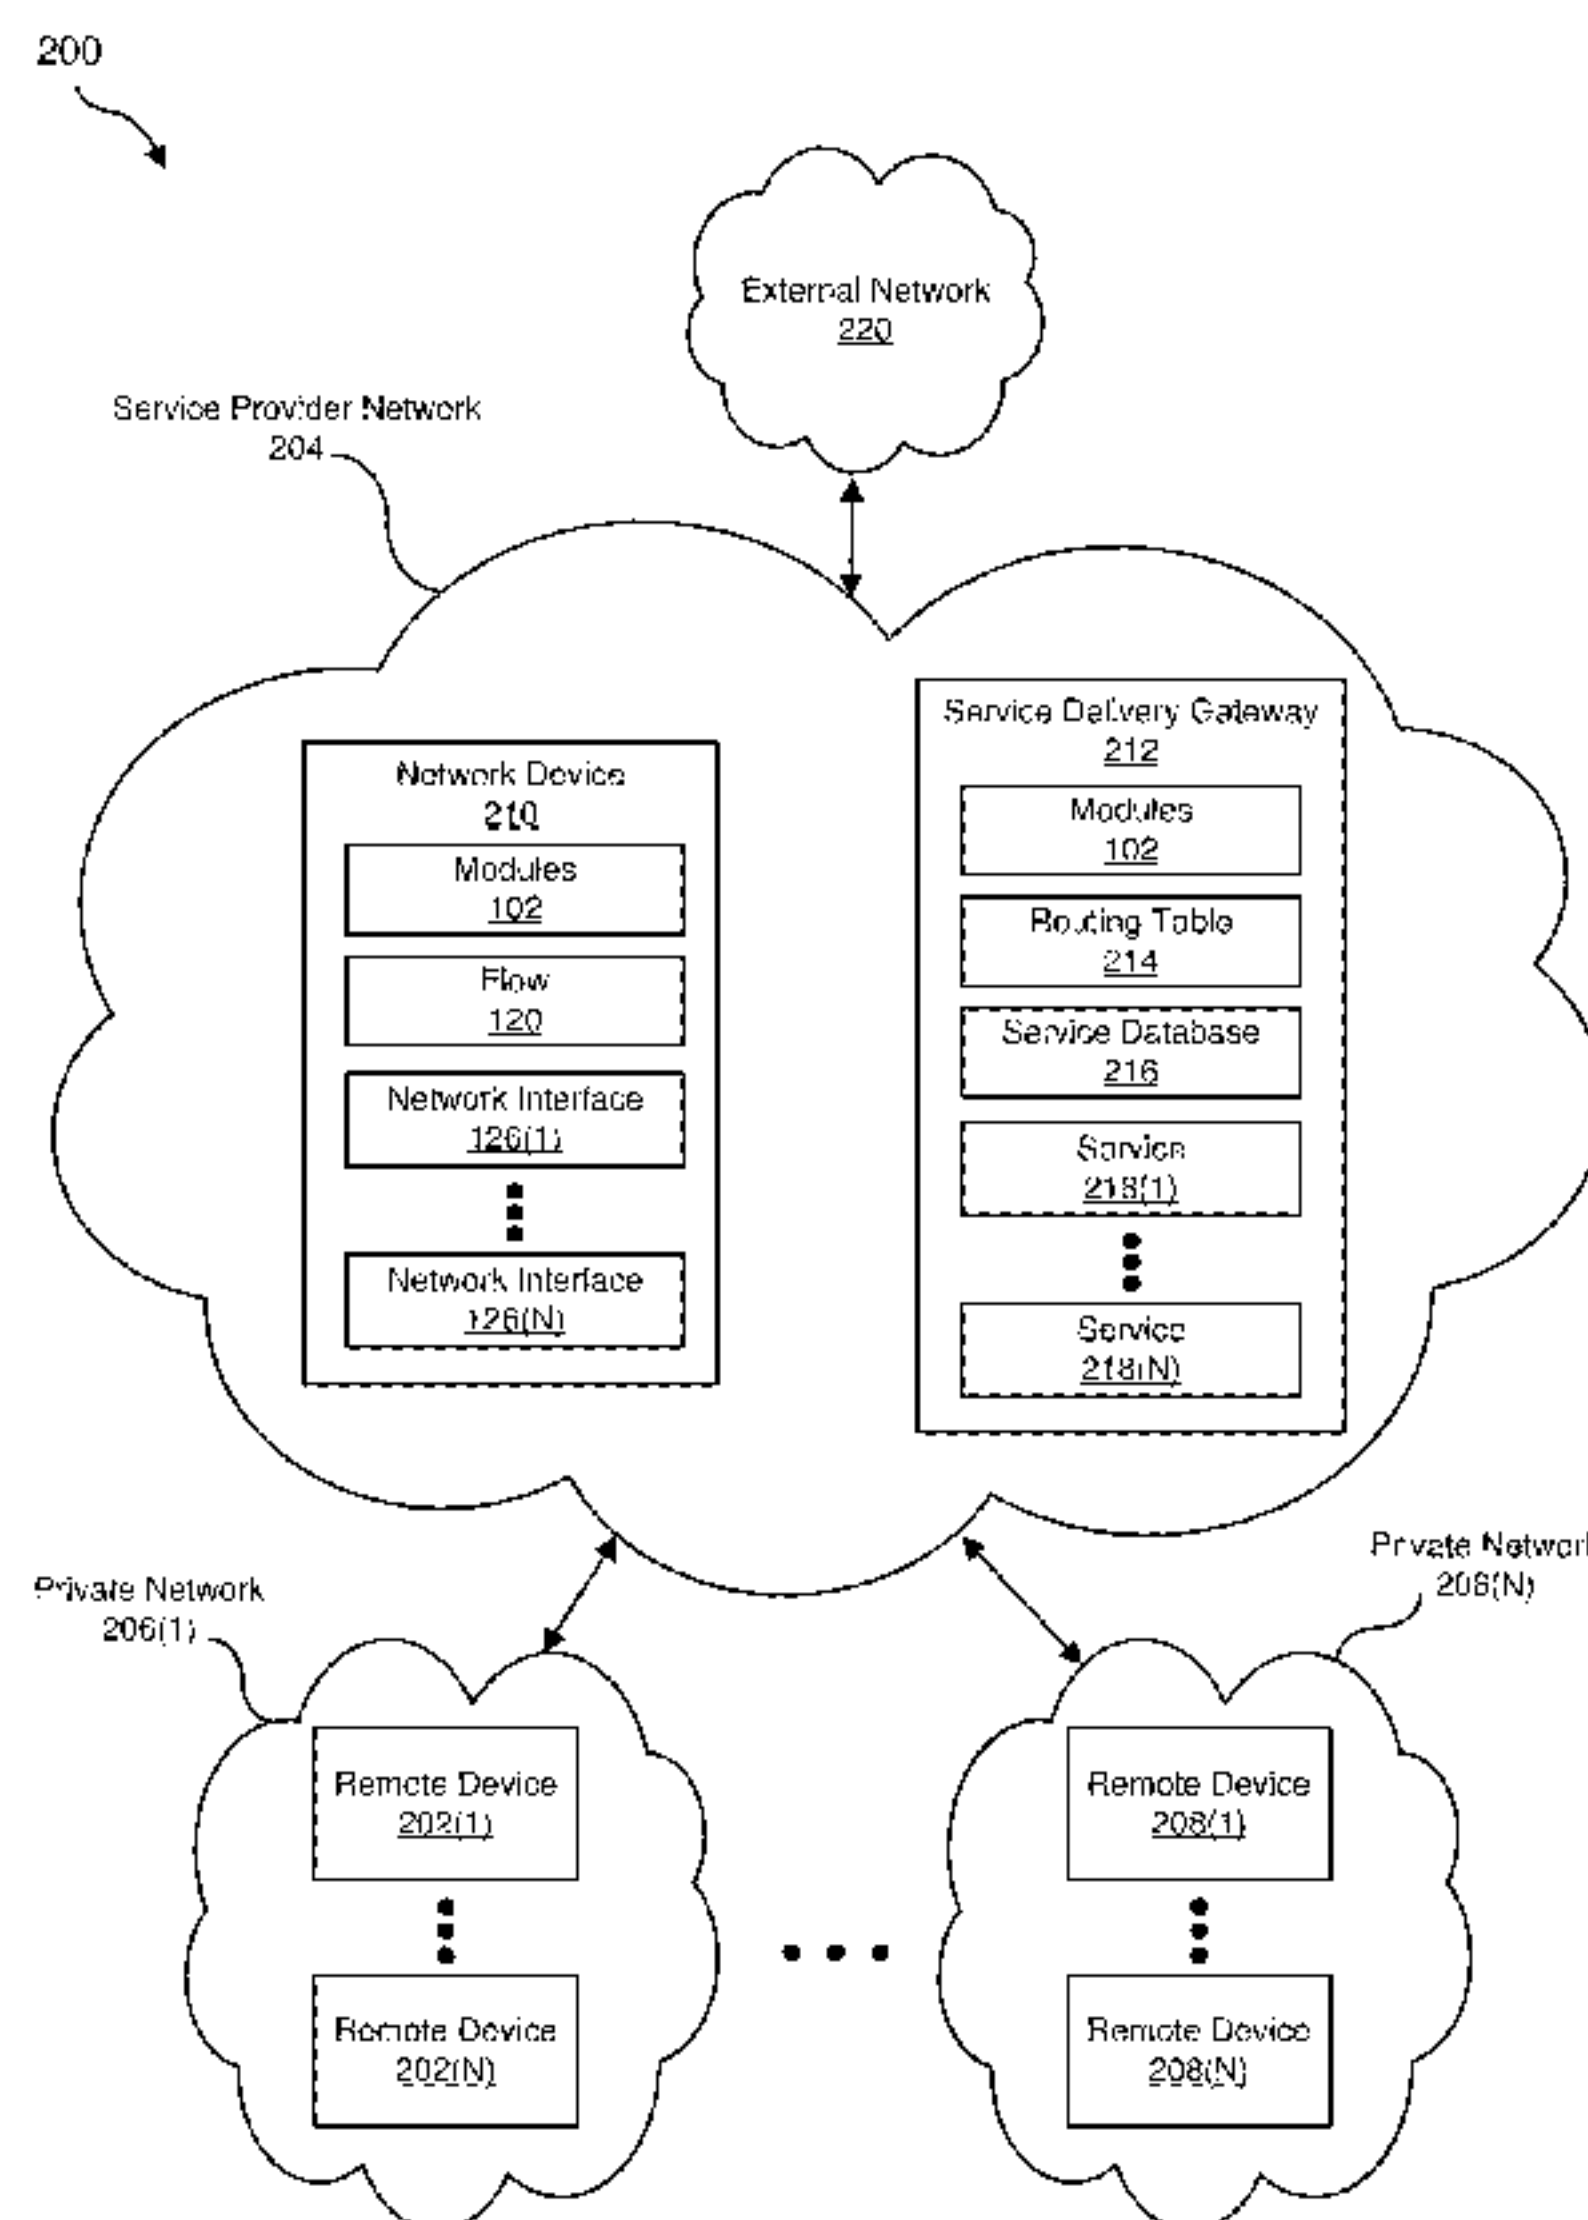 200
External Network
220
Service Provider Network
204
Network Device
210
Modules
102
Flow
120
Network Interface
126(1)
Network Interface
126(N)
Service Delivery Gateway
212
Modules
102
Routing Table
214
Service Database
216
Service
218(1)
Service
218(N)
Private Network
206(1)
Private Network
206(N)
Remote Device
202(1)
Remote Device
202(N)
Remote Device
208(1)
Remote Device
208(N)